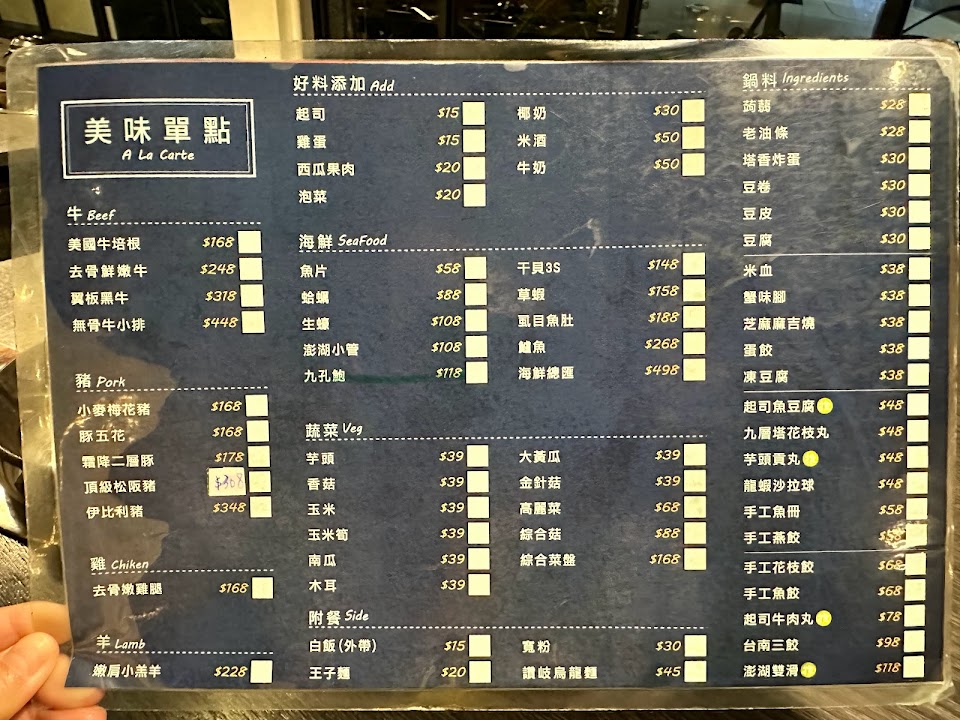 美味單點
A La Carte
牛 Beef
美國牛培根 $168
去骨鮮嫩牛 $248
翼板黑牛 $318
無骨牛小排 $448
豬 Pork
小麥梅花豬 $168
豚五花 $168
霜降二層豚 $178
頂級松阪豬
伊比利豬 $348
雞 Chiken
去骨嫩雞腿 $168
羊 Lamb
嫩肩小羔羊 $228
好料添加 Add
起司 $15
雞蛋 $15
西瓜果肉 $20
泡菜 $20
椰奶 $30
米酒 $50
牛奶 $50
海鮮 SeaFood
魚片 $58
蛤蠣 $88
生蠔 $108
澎湖小管 $108
九孔鮑 $118
干貝3S $148
草蝦 $158
虱目魚肚 $188
鱸魚 $268
海鮮總匯 $498
蔬菜 Veg
芋頭 $39
香菇 $39
玉米 $39
玉米筍 $39
南瓜 $39
木耳 $39
大黃瓜 $39
金針菇 $39
高麗菜 $68
綜合菇 $88
綜合菜盤 $168
附餐 Side
白飯(外帶) $15
王子麵 $20
寬粉 $30
讚岐烏龍麵 $45
鍋料 Ingredients
蒟蒻 $28
老油條 $28
塔香炸蛋 $30
豆卷 $30
豆皮 $30
豆腐 $30
米血 $38
蟹味腳 $38
芝麻麻吉燒 $38
蛋餃 $38
凍豆腐 $38
起司魚豆腐 $48
九層塔花枝丸 $48
芋頭貢丸 $48
龍蝦沙拉球 $48
手工魚冊 $58
手工燕餃 $58
手工花枝餃 $68
手工魚餃 $68
起司牛肉丸 $78
台南三餃 $98
澎湖雙滑 $118